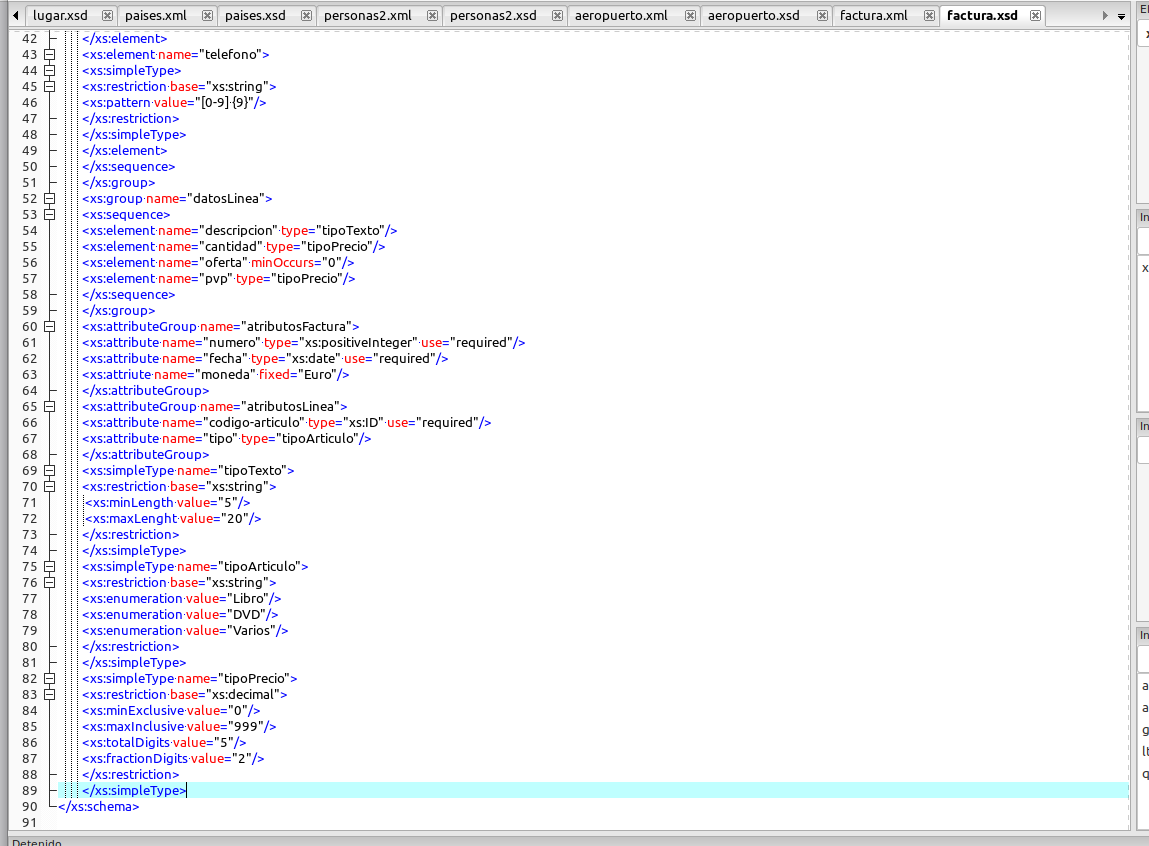 lugar.xsd paises.xml paises.xsd personas2.xml personas2.xsd aeropuerto.xml aeropuerto.xsd factura.xml factura.xsd
42 </xs:element>
43 <xs:element name="telefono">
44 <xs:simpleType>
45 <xs:restriction base="xs:string">
46 <xs:pattern value="[0-9] {9}"/>
47 </xs:restriction>
48 </xs:simpleType>
49 </xs:element>
50 </xs:sequence>
51 </xs:group>
52 <xs:group name="datosLinea">
53 <xs:sequence>
54 <xs:element name="descripcion" type="tipoTexto"/>
55 <xs:element name="cantidad" type="tipoPrecio"/>
56 <xs:element name="oferta" minOccurs="0"/>
57 <xs:element name="pvp" type="tipoPrecio"/>
58 </xs:sequence>
59 </xs:group>
60 <xs:attributeGroup name="atributosFactura">
61 <xs:attribute name="numero" type="xs:positiveInteger" use="required"/>
62 <xs:attribute name="fecha" type="xs:date" use="required"/>
63 <xs:attriute name="moneda" fixed="Euro"/>
64 </xs:attributeGroup>
65 <xs:attributeGroup name="atributosLinea">
66 <xs:attribute name="codigo-articulo" type="xs:ID" use="required"/>
67 <xs:attribute name="tipo" type="tipoArticulo"/>
68 </xs:attributeGroup>
69 <xs:simpleType name="tipoTexto">
70 <xs:restriction base="xs:string">
71 <xs:minLength value="5"/>
72 <xs:maxLenght value="20"/>
73 </xs:restriction>
74 </xs:simpleType>
75 <xs:simpleType name="tipoArticulo">
76 <xs:restriction base="xs:string">
77 <xs:enumeration value="Libro"/>
78 <xs:enumeration value="DVD"/>
79 <xs:enumeration value="Varios"/>
80 </xs:restriction>
81 </xs:simpleType>
82 <xs:simpleType name="tipoPrecio">
83 <xs:restriction base="xs:decimal">
84 <xs:minExclusive value="0"/>
85 <xs:maxInclusive value="999"/>
86 <xs:totalDigits value="5"/>
87 <xs:fractionDigits value="2"/>
88 </xs:restriction>
89 </xs:simpleType>
90 </xs:schema>
91
Detenido